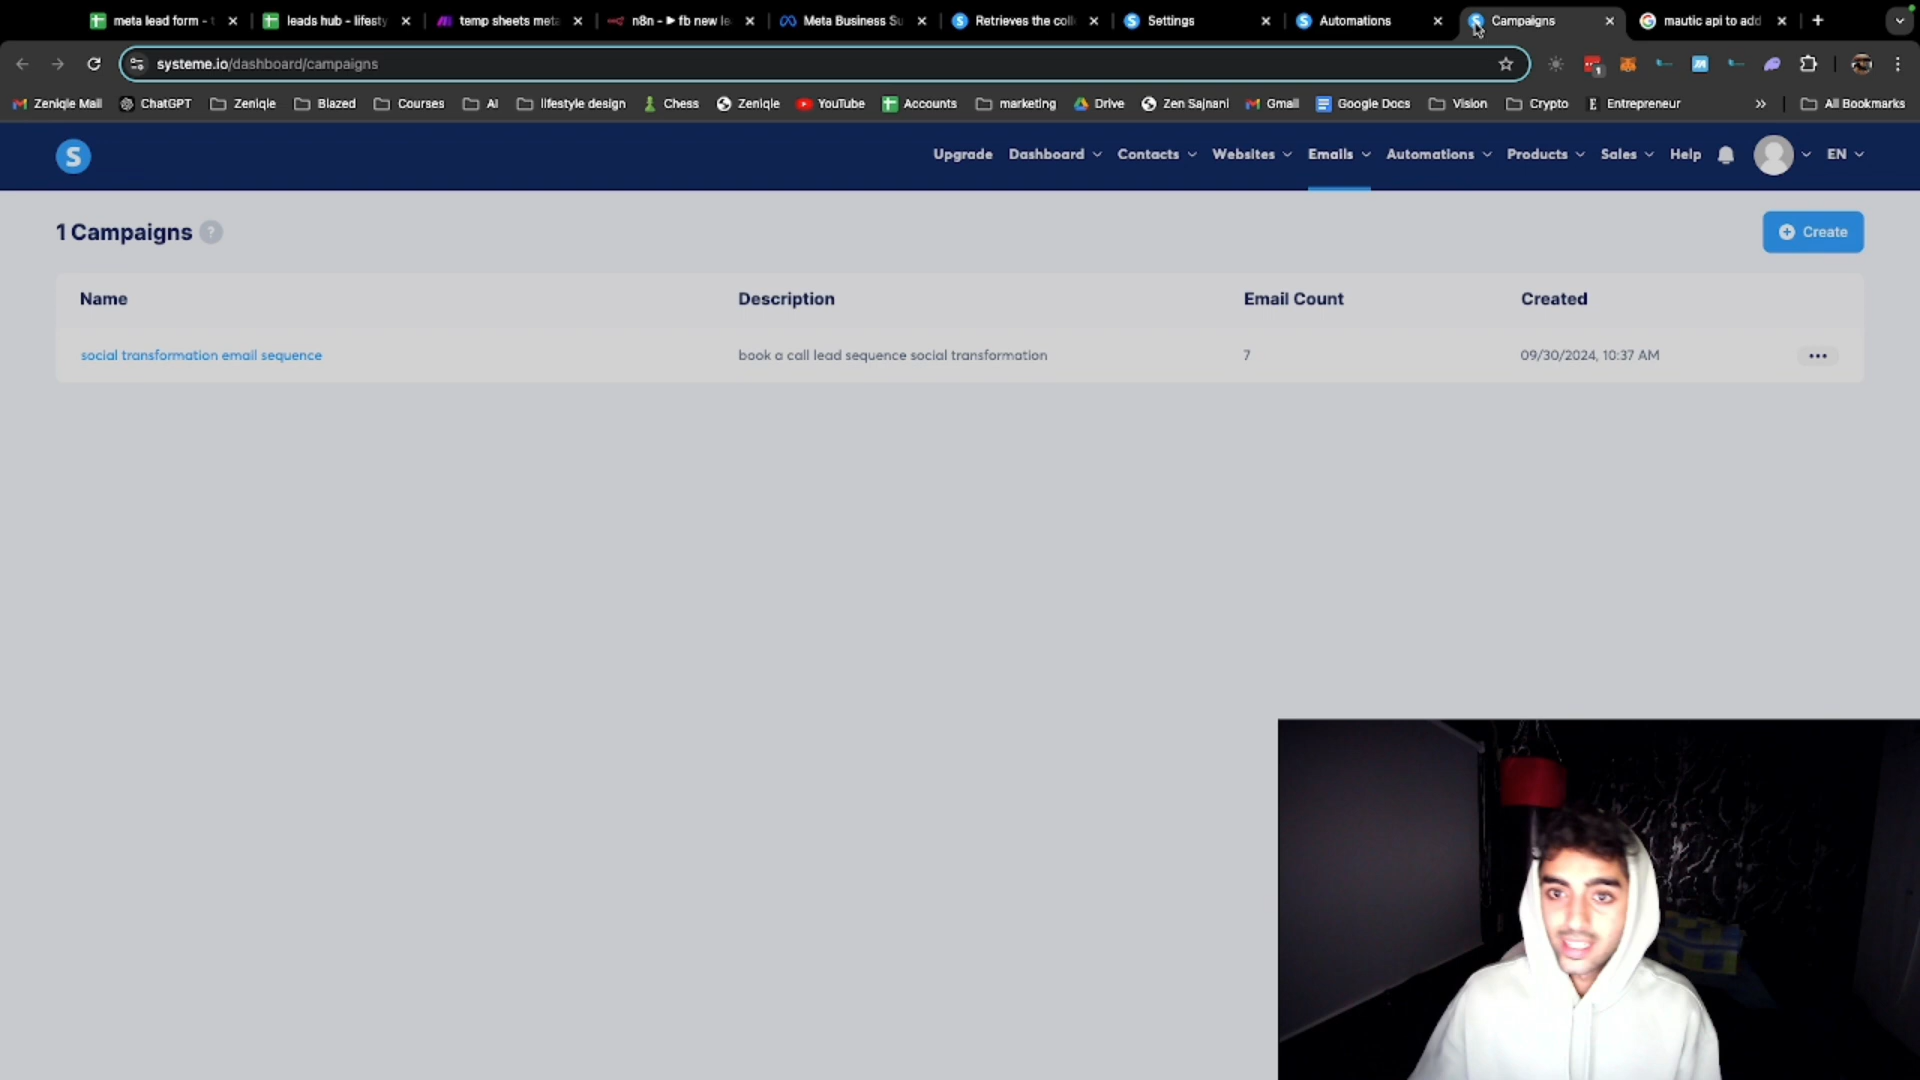 meta lead form - t
leads hub - lifesty
temp sheets meta
n8n - ▶ fb new le
Meta Business Su
Retrieves the coll
Settings
Automations
Campaigns
mautic api to add
systeme.io/dashboard/campaigns
1
Zeniqle Mail
ChatGPT
Zeniqle
Blazed
Courses
AI
lifestyle design
Chess
Zeniqle
YouTube
Accounts
marketing
Drive
Zen Sajnani
Gmail
Google Docs
Vision
Crypto
E Entrepreneur
»
All Bookmarks
S
Upgrade
Dashboard
Contacts
Websites
Emails
Automations
Products
Sales
Help
EN
1 Campaigns ?
Create
Name
Description
Email Count
Created
social transformation email sequence
book a call lead sequence social transformation
7
09/30/2024, 10:37 AM